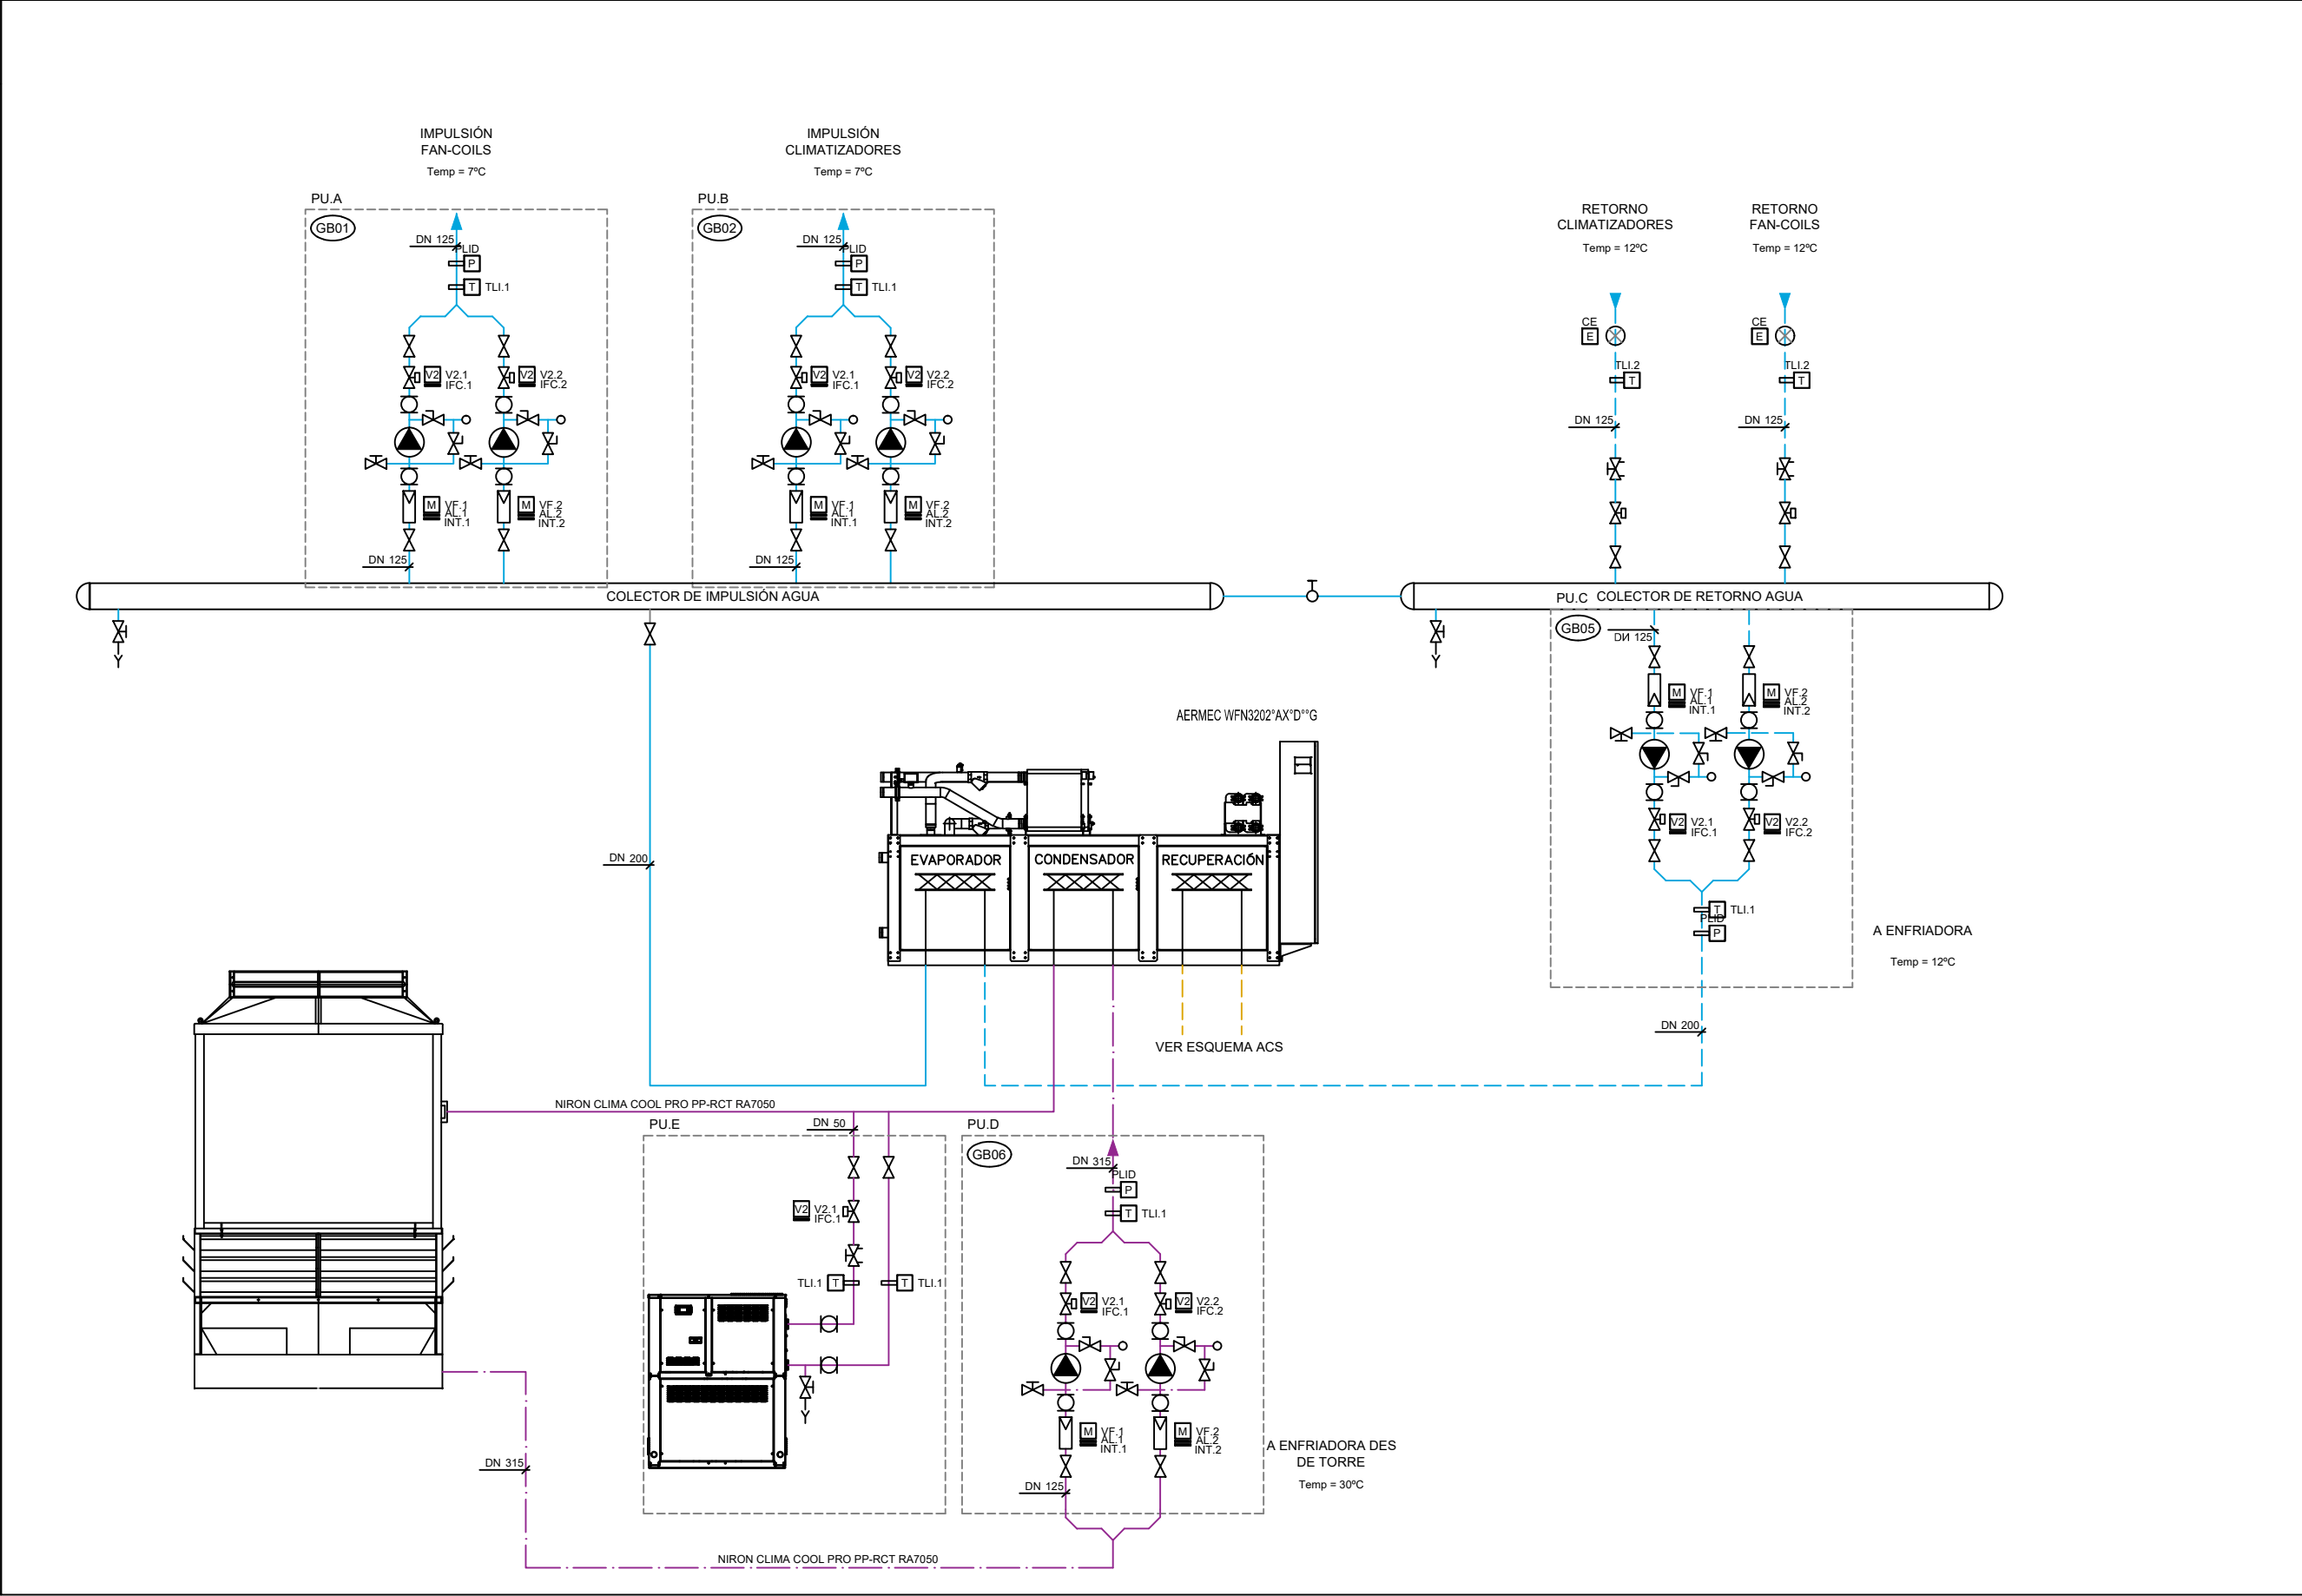 IMPULSIÓN
FAN-COILS
Temp = 7ºC
IMPULSIÓN
CLIMATIZADORES
Temp = 7ºC
PU.A
GB01
DN 125
PLID
P
T TLI.1
V2 V2.1
IFC.1
V2 V2.2
IFC.2
M VF.1
AL.1
INT.1
M VF.2
AL.2
INT.2
DN 125
PU.B
GB02
DN 125
PLID
P
T TLI.1
V2 V2.1
IFC.1
V2 V2.2
IFC.2
M VF.1
AL.1
INT.1
M VF.2
AL.2
INT.2
DN 125
RETORNO
CLIMATIZADORES
Temp = 12ºC
RETORNO
FAN-COILS
Temp = 12ºC
CE
E
TLI.2
T
DN 125
CE
E
TLI.2
T
DN 125
COLECTOR DE IMPULSIÓN AGUA
COLECTOR DE RETORNO AGUA
PU.C
GB05
DN 125
M VF.1
AL.1
INT.1
M VF.2
AL.2
INT.2
V2 V2.1
IFC.1
V2 V2.2
IFC.2
T TLI.1
PLID
P
A ENFRIADORA
Temp = 12ºC
DN 200
AERMEC WFN3202°AX°D°°G
EVAPORADOR
CONDENSADOR
RECUPERACIÓN
DN 200
VER ESQUEMA ACS
NIRON CLIMA COOL PRO PP-RCT RA7050
PU.E
DN 50
V2 V2.1
IFC.1
TLI.1 T
T TLI.1
PU.D
GB06
DN 315
PLID
P
T TLI.1
V2 V2.1
IFC.1
V2 V2.2
IFC.2
M VF.1
AL.1
INT.1
M VF.2
AL.2
INT.2
DN 125
A ENFRIADORA DES
DE TORRE
Temp = 30ºC
DN 315
NIRON CLIMA COOL PRO PP-RCT RA7050